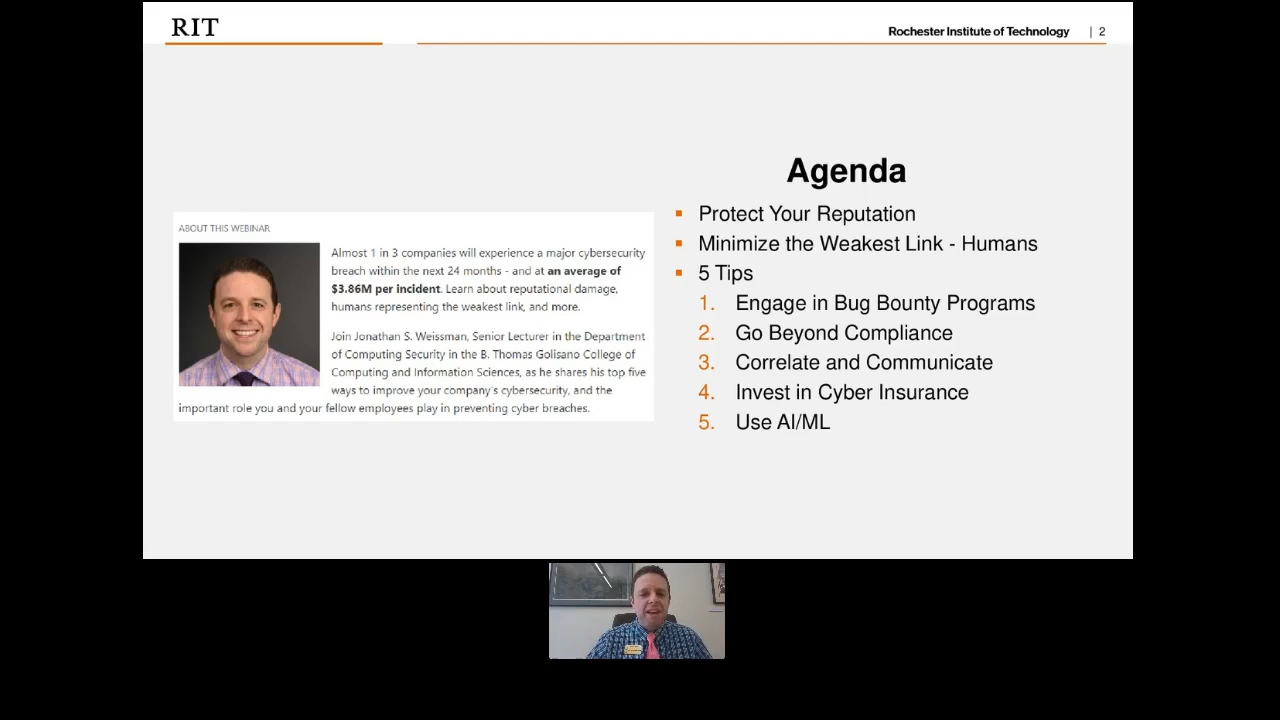 RIT
Rochester Institute of Technology | 2
ABOUT THIS WEBINAR
Almost 1 in 3 companies will experience a major cybersecurity
breach within the next 24 months - and at an average of
$3.86M per incident. Learn about reputational damage,
humans representing the weakest link, and more.
Join Jonathan S. Weissman, Senior Lecturer in the Department
of Computing Security in the B. Thomas Golisano College of
Computing and Information Sciences, as he shares his top five
ways to improve your company's cybersecurity, and the
important role you and your fellow employees play in preventing cyber breaches.
Agenda
Protect Your Reputation
Minimize the Weakest Link - Humans
5 Tips
1. Engage in Bug Bounty Programs
2. Go Beyond Compliance
3. Correlate and Communicate
4. Invest in Cyber Insurance
5. Use AI/ML